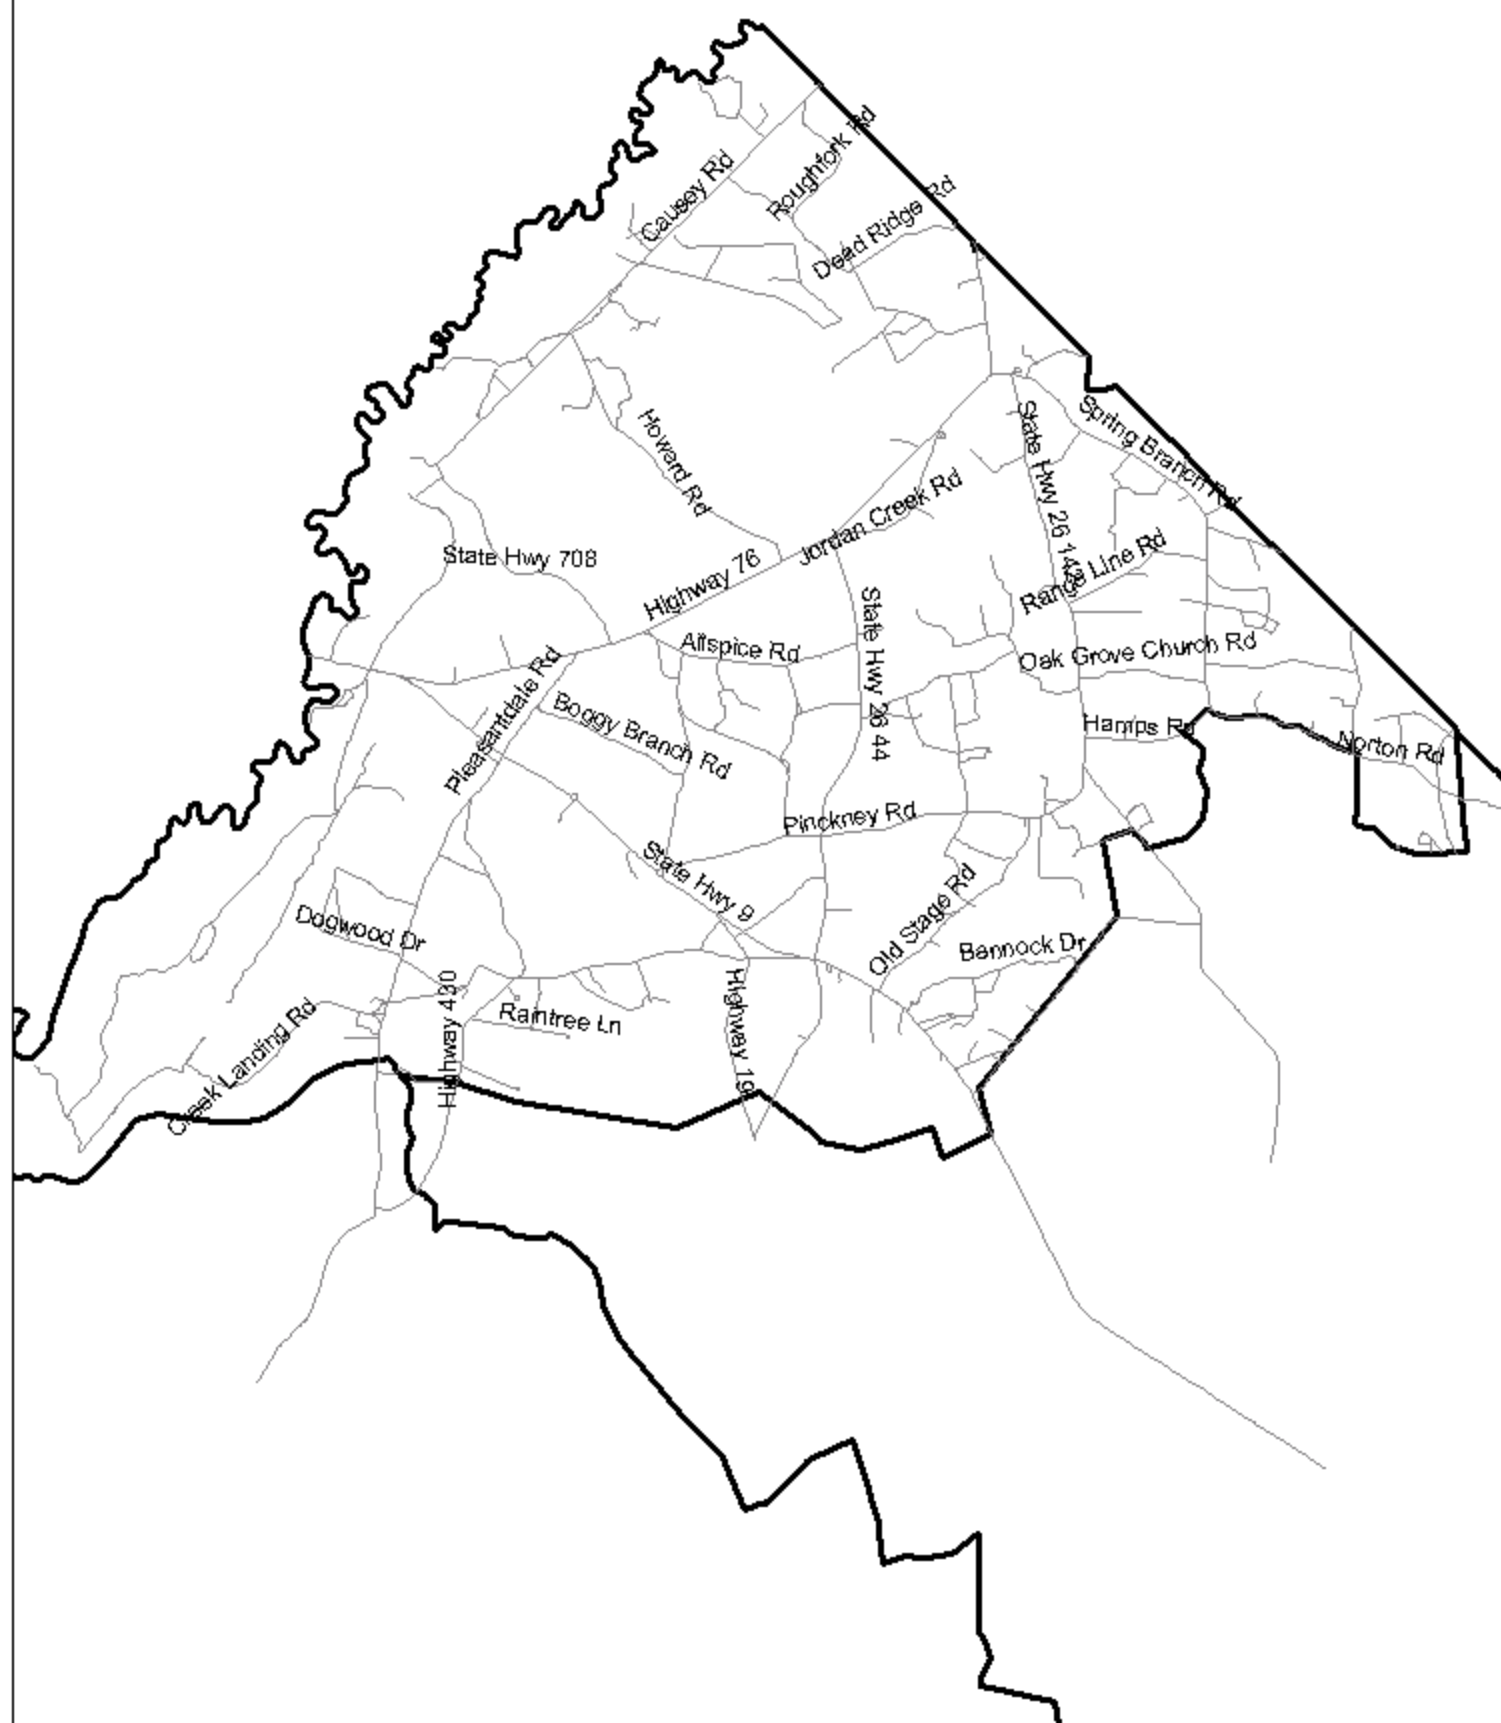 Roughfork Rd
Causey Rd
Dead Ridge Rd
Spring Branch Rd
Howard Rd
State Hwy 26 142
Jordan Creek Rd
State Hwy 708
Highway 76
Range Line Rd
Allspice Rd
State Hwy 26 44
Oak Grove Church Rd
Pleasantdale Rd
Boggy Branch Rd
Hamps Rd
Norton Rd
Pinckney Rd
State Hwy 9
Old Stage Rd
Dogwood Dr
Bannock Dr
Highway 430
Raintree Ln
Highway 19
Creek Landing Rd